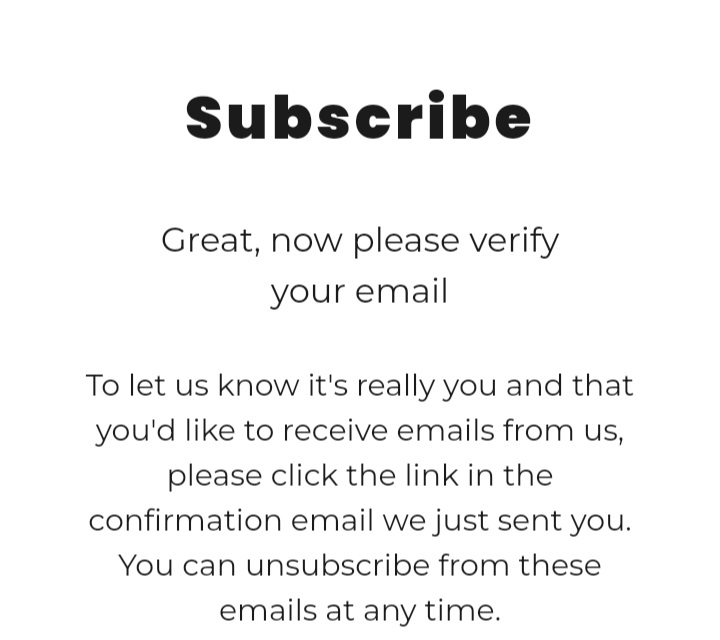 Subscribe
Great, now please verify
your email
To let us know it's really you and that
you'd like to receive emails from us,
please click the link in the
confirmation email we just sent you.
You can unsubscribe from these
emails at any time.